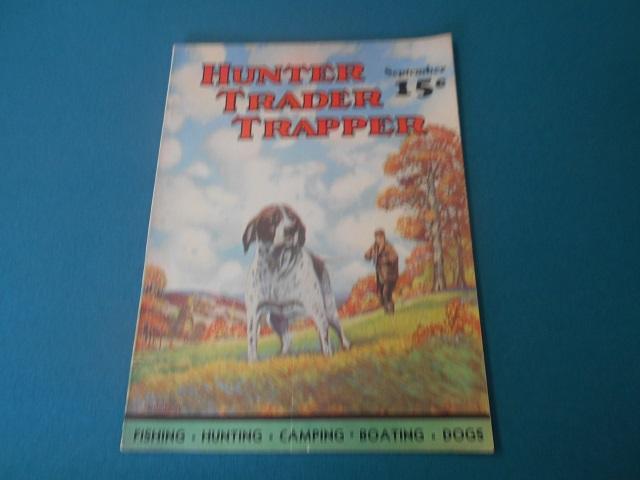 HUNTER
TRADER
TRAPPER
September
15¢
FISHING : HUNTING : CAMPING : BOATING : DOGS